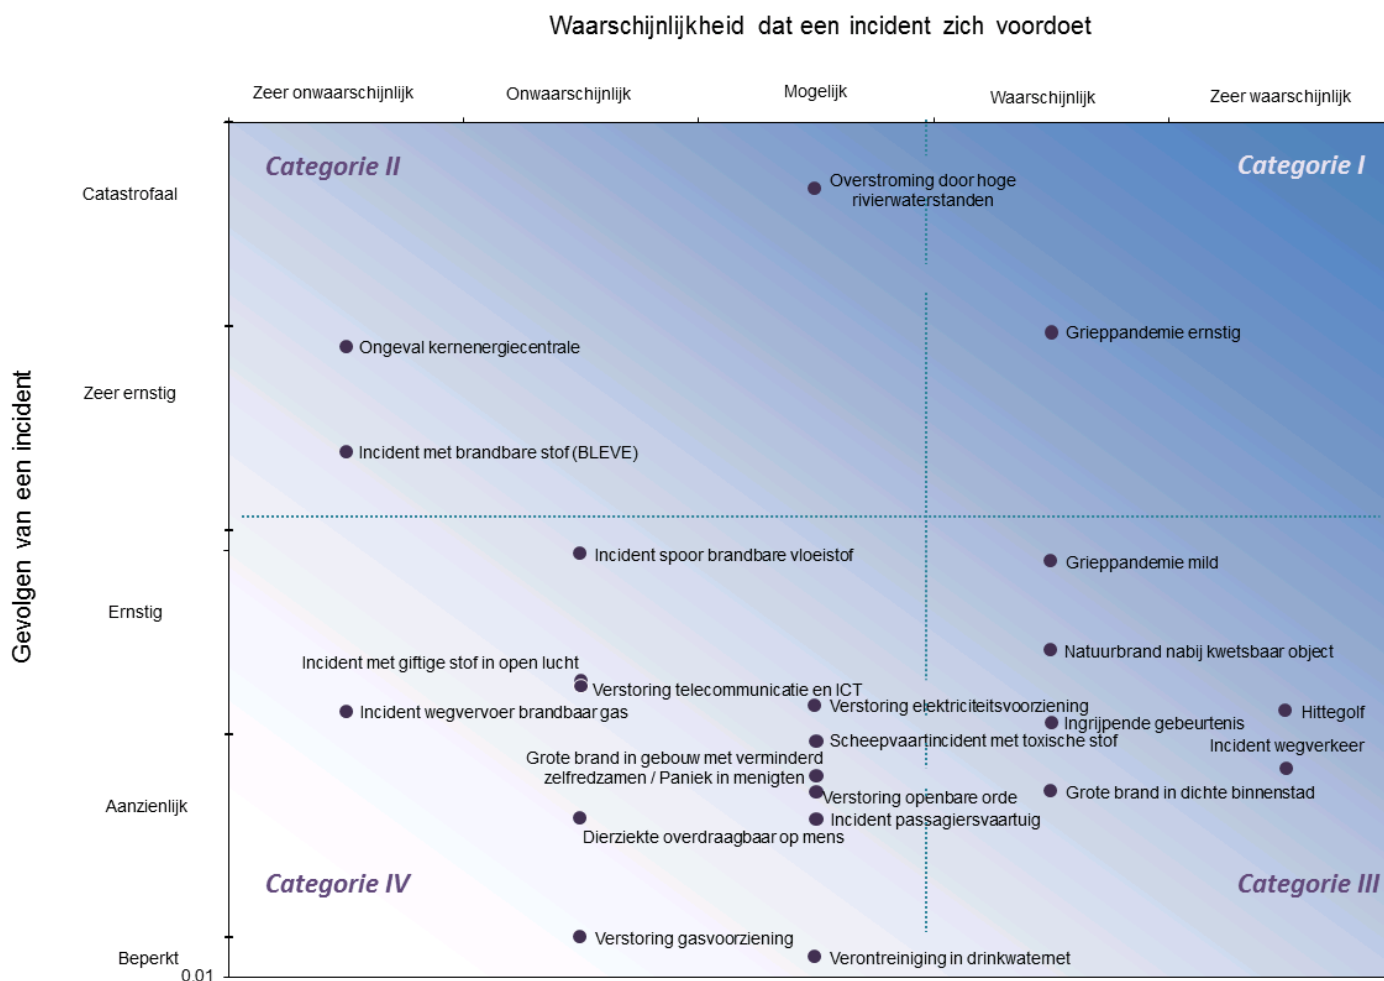 Waarschijnlijkheid dat een incident zich voordoet
Zeer onwaarschijnlijk
Onwaarschijnlijk
Mogelijk
Waarschijnlijk
Zeer waarschijnlijk
Gevolgen van een incident
Catastrofaal
Zeer ernstig
Ernstig
Aanzienlijk
Beperkt
0.01
Categorie II
Categorie I
Overstroming door hoge
rivierwaterstanden
Ongeval kernenergiecentrale
Grieppandemie ernstig
Incident met brandbare stof (BLEVE)
Incident spoor brandbare vloeistof
Grieppandemie mild
Natuurbrand nabij kwetsbaar object
Incident met giftige stof in open lucht
Verstoring telecommunicatie en ICT
Incident wegvervoer brandbaar gas
Verstoring elektriciteitsvoorziening
Ingrijpende gebeurtenis
Hittegolf
Scheepvaartincident met toxische stof
Incident wegverkeer
Grote brand in gebouw met verminderd
zelfredzamen / Paniek in menigten
Verstoring openbare orde
Grote brand in dichte binnenstad
Incident passagiersvaartuig
Dierziekte overdraagbaar op mens
Categorie IV
Categorie III
Verstoring gasvoorziening
Verontreiniging in drinkwaternet